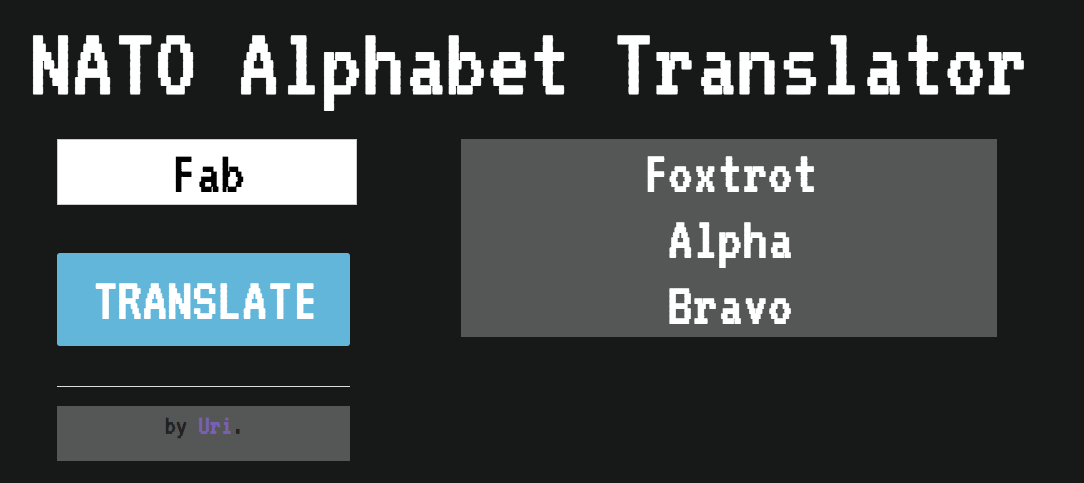 NATO Alphabet Translator
Fab
TRANSLATE
by Uri.
Foxtrot
Alpha
Bravo